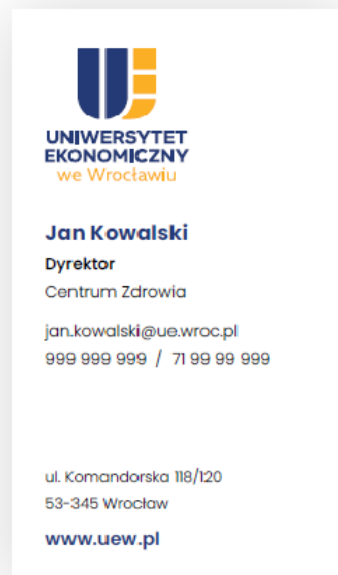 UNIWERSYTET
EKONOMICZNY
we Wrocławiu
Jan Kowalski
Dyrektor
Centrum Zdrowia
jan.kowalski@ue.wroc.pl
999 999 999 / 71 99 99 999
ul. Komandorska 118/120
53-345 Wrocław
www.uew.pl